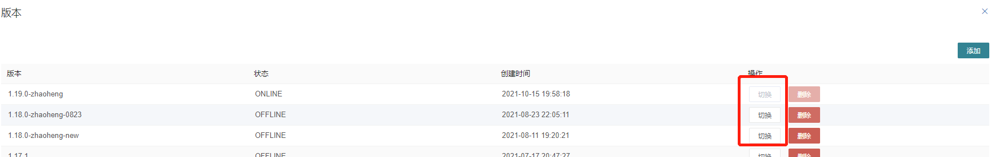 版本
添加
版本 状态 创建时间 操作
1.19.0-zhaoheng ONLINE 2021-10-15 19:58:18 切换 删除
1.18.0-zhaoheng-0823 OFFLINE 2021-08-23 22:05:11 切换 删除
1.18.0-zhaoheng-new OFFLINE 2021-08-11 19:20:21 切换 删除
1.17.1 OFFLINE 2021-07-17 20:47:27 切换 删除